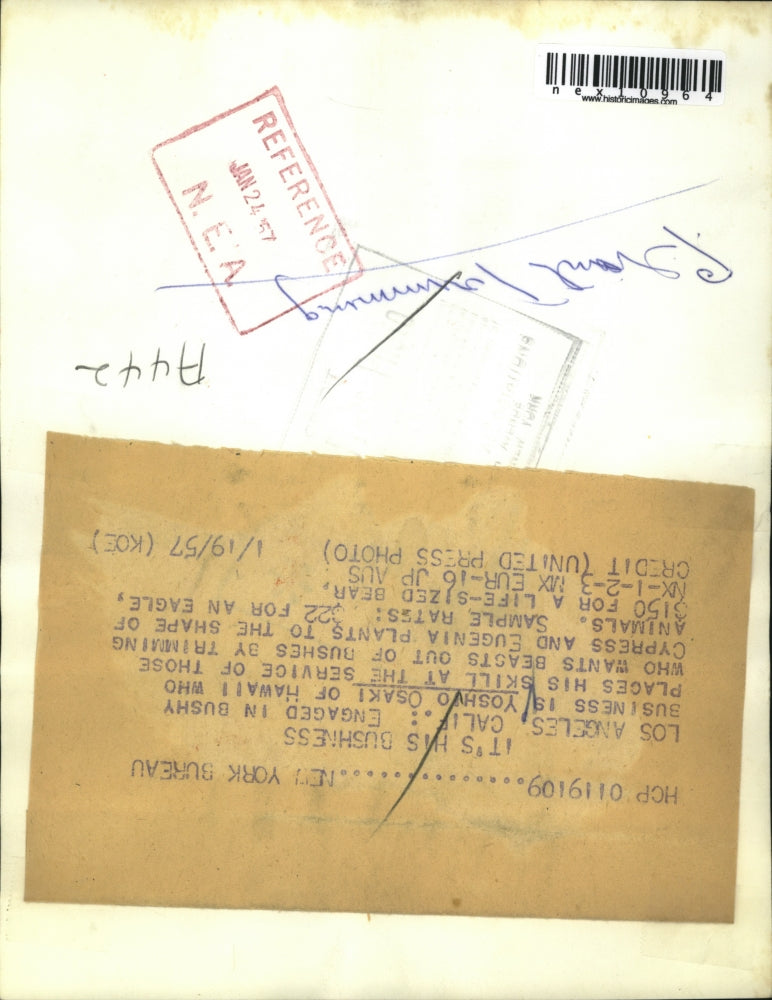 nex10964
www.historicimages.com
REFERENCE
JAN 24 '57
N. E. A
Plant Trimming
A442
HCP 0119109....................NEW YORK BUREAU
IT'S HIS BUSHNESS
LOS ANGELES, CALIF..: ENGAGED IN BUSHY
BUSINESS IS YOSHIO OSAKI OF HAWAII WHO
PLACES HIS SKILL AT THE SERVICE OF THOSE
WHO WANTS BEASTS OUT OF BUSHES BY TRIMMING
CYPRESS AND EUGENIA PLANTS TO THE SHAPE OF
ANIMALS. SAMPLE RATES: $22 FOR AN EAGLE,
$150 FOR A LIFE-SIZED BEAR.
NX-1-2-3 MX EUR-16 JP AUS
CREDIT (UNITED PRESS PHOTO) 1/19/57 (KOE)